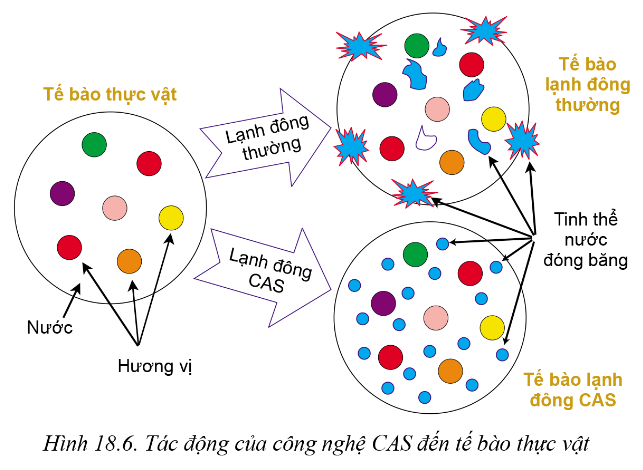 Tế bào thực vật
Lạnh đông
thường
Tế bào
lạnh đông
thường
Lạnh đông
CAS
Tinh thể
nước
đóng băng
Nước
Hương vị
Tế bào lạnh
đông CAS
Hình 18.6. Tác động của công nghệ CAS đến tế bào thực vật